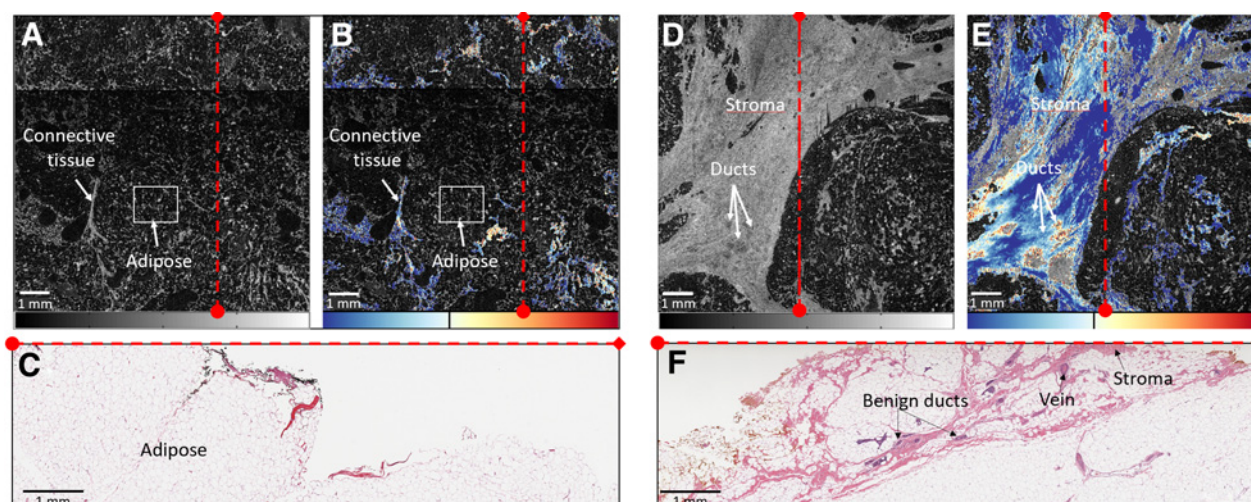 A
B
D
E
Connective
tissue
Connective
tissue
Stroma
Stroma
Ducts
Ducts
Adipose
Adipose
1 mm
1 mm
1 mm
1 mm
C
F
Adipose
Benign ducts
Vein
Stroma
1 mm
1 mm